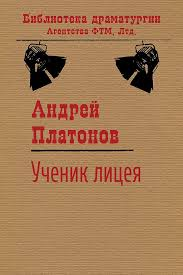 Библиотека драматургии
Агентства ФТМ, Лтд.
Андрей
Платонов
Ученик лицея